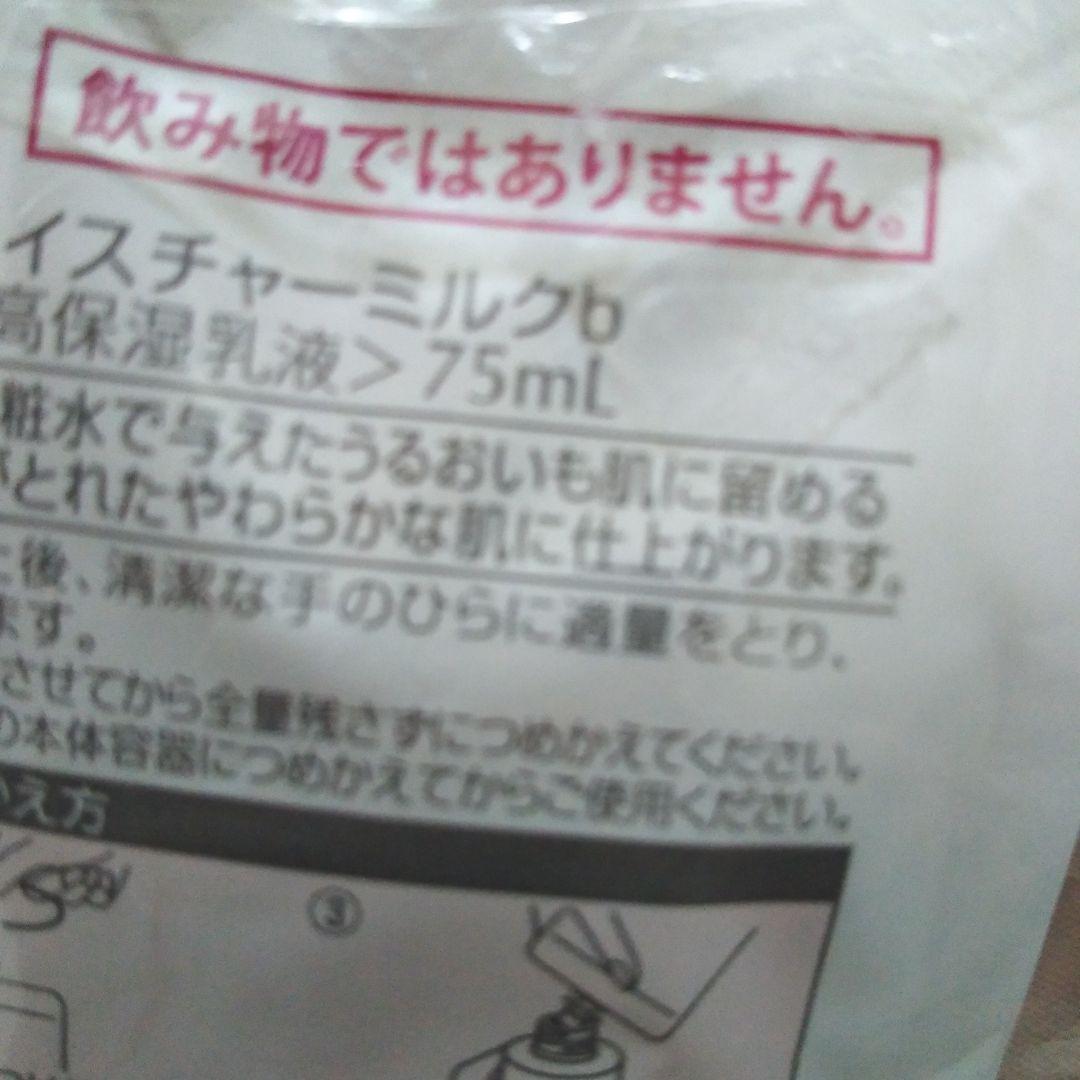 飲み物ではありません。
イスチャーミルクb
高保湿乳液＞ 75mL
粧水で与えたうるおいも肌に留める
がとれたやわらかな肌に仕上がります。
後、清潔な手のひらに適量をとり、
ます。
させてから全量残さずにつめかえてください。
の本体容器につめかえてからご使用ください。
え方
③